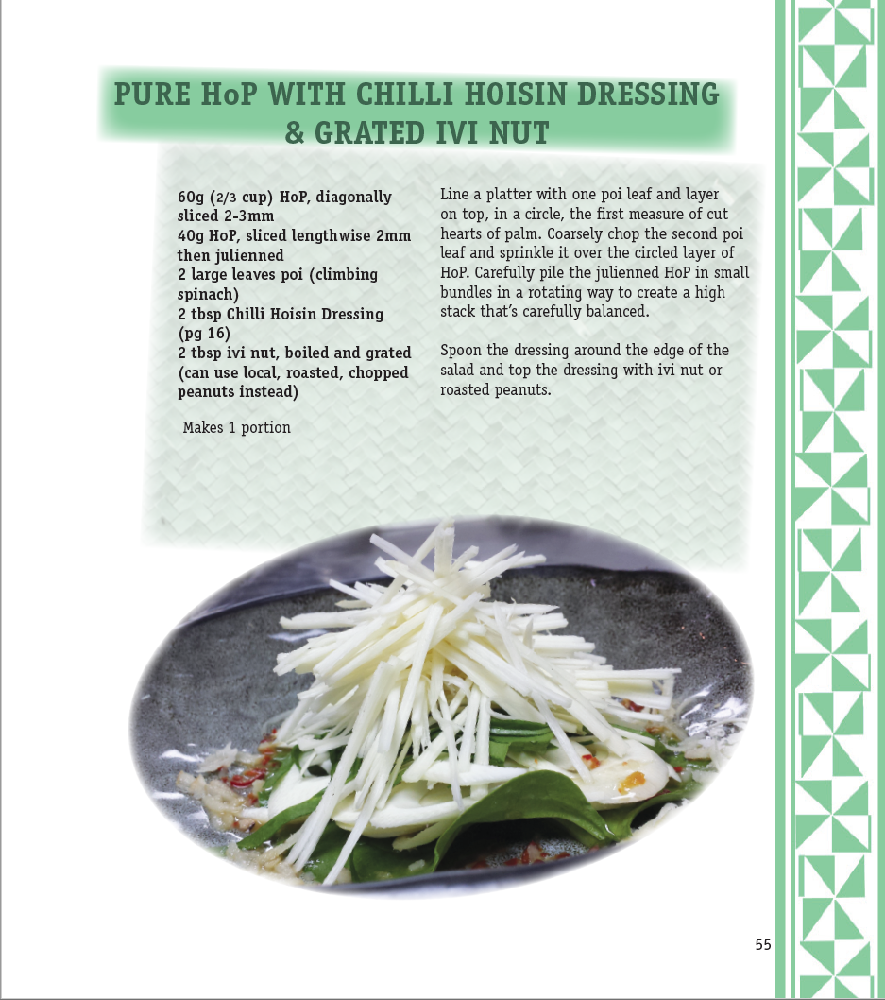 PURE HoP WITH CHILLI HOISIN DRESSING
& GRATED IVI NUT
60g (2/3 cup) HoP, diagonally
sliced 2-3mm
40g HoP, sliced lengthwise 2mm
then julienned
2 large leaves poi (climbing
spinach)
2 tbsp Chilli Hoisin Dressing
(pg 16)
2 tbsp ivi nut, boiled and grated
(can use local, roasted, chopped
peanuts instead)
Makes 1 portion
Line a platter with one poi leaf and layer
on top, in a circle, the first measure of cut
hearts of palm. Coarsely chop the second poi
leaf and sprinkle it over the circled layer of
HoP. Carefully pile the julienned HoP in small
bundles in a rotating way to create a high
stack that's carefully balanced.
Spoon the dressing around the edge of the
salad and top the dressing with ivi nut or
roasted peanuts.
55